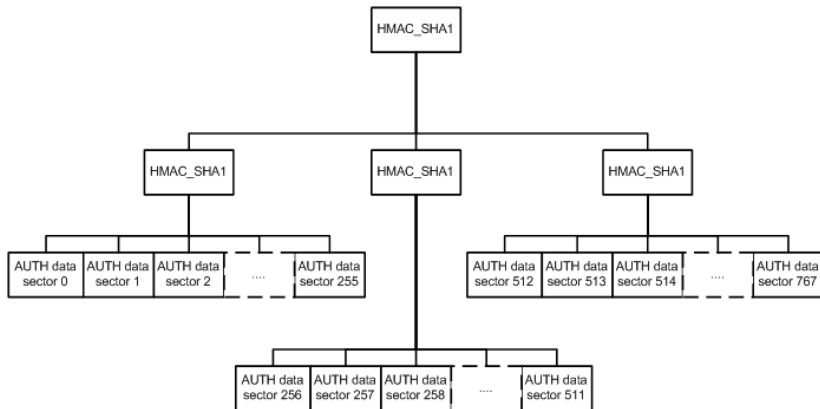 HMAC_SHA1
HMAC_SHA1
HMAC_SHA1
HMAC_SHA1
AUTH data
sector 0
AUTH data
sector 1
AUTH data
sector 2
....
AUTH data
sector 255
AUTH data
sector 512
AUTH data
sector 513
AUTH data
sector 514
....
AUTH data
sector 767
AUTH data
sector 256
AUTH data
sector 257
AUTH data
sector 258
....
AUTH data
sector 511